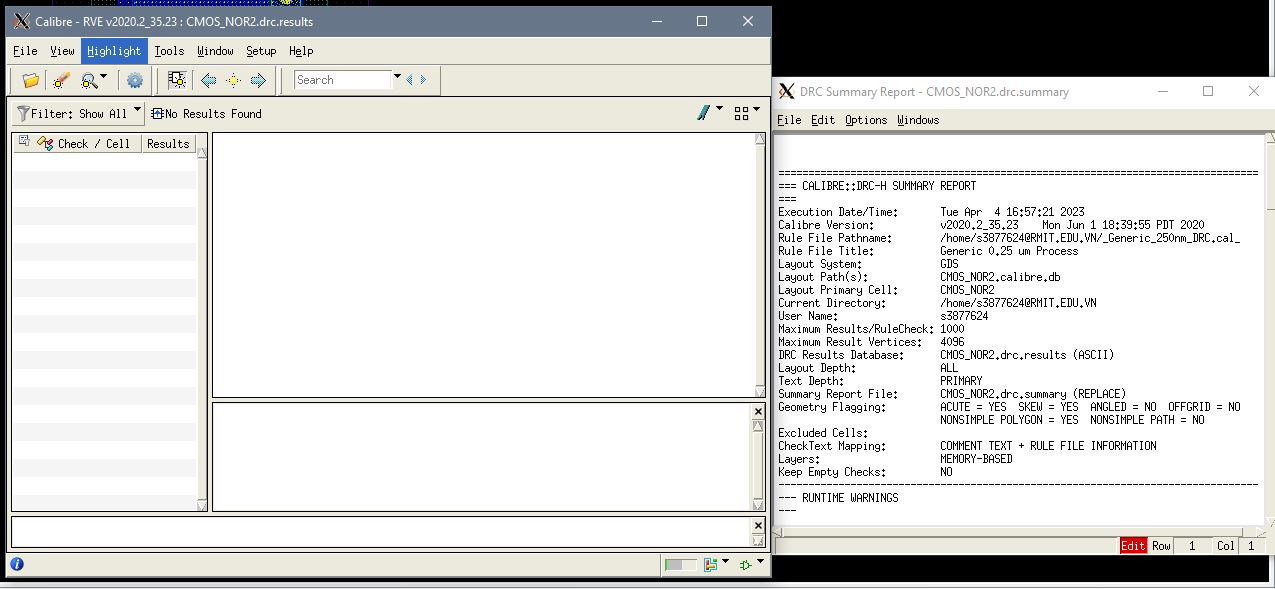 Calibre - RVE v2020.2_35.23 : CMOS_NOR2.drc.results
File View Highlight Tools Window Setup Help
Search
Filter: Show All No Results Found
Check / Cell Results
DRC Summary Report - CMOS_NOR2.drc.summary
File Edit Options Windows
==================================================================================
=== CALIBRE::DRC-H SUMMARY REPORT
===
Execution Date/Time: Tue Apr 4 16:57:21 2023
Calibre Version: v2020.2_35.23 Mon Jun 1 18:39:55 PDT 2020
Rule File Pathname: /home/s3877624@RMIT.EDU.VN/_Generic_250nm_DRC.cal_
Rule File Title: Generic 0.25 um Process
Layout System: GDS
Layout Path(s): CMOS_NOR2.calibre.db
Layout Primary Cell: CMOS_NOR2
Current Directory: /home/s3877624@RMIT.EDU.VN
User Name: s3877624
Maximum Results/RuleCheck: 1000
Maximum Result Vertices: 4096
DRC Results Database: CMOS_NOR2.drc.results (ASCII)
Layout Depth: ALL
Text Depth: PRIMARY
Summary Report File: CMOS_NOR2.drc.summary (REPLACE)
Geometry Flagging: ACUTE = YES SKEW = YES ANGLED = NO OFFGRID = NO
NONSIMPLE POLYGON = YES NONSIMPLE PATH = NO
Excluded Cells:
CheckText Mapping: COMMENT TEXT + RULE FILE INFORMATION
Layers: MEMORY-BASED
Keep Empty Checks: NO
----------------------------------------------------------------------------------
--- RUNTIME WARNINGS
---
Edit Row 1 Col 1